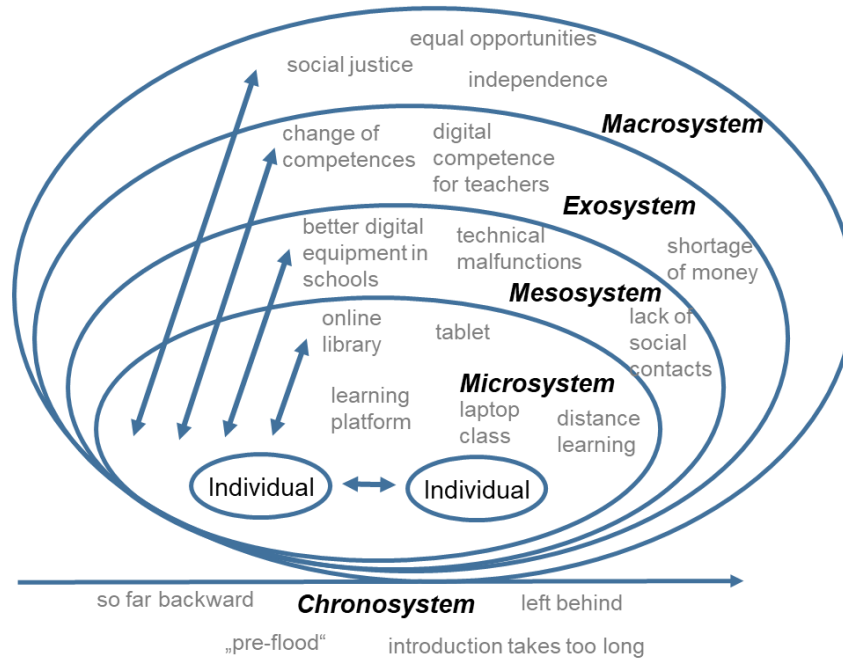 equal opportunities
social justice
independence
Macrosystem
change of
competences
digital
competence
for teachers
Exosystem
better digital
equipment in
schools
technical
malfunctions
shortage
of money
Mesosystem
online
library
tablet
lack of
social
contacts
Microsystem
learning
platform
laptop
class
distance
learning
Individual
Individual
so far backward
Chronosystem
left behind
„pre-flood“
introduction takes too long